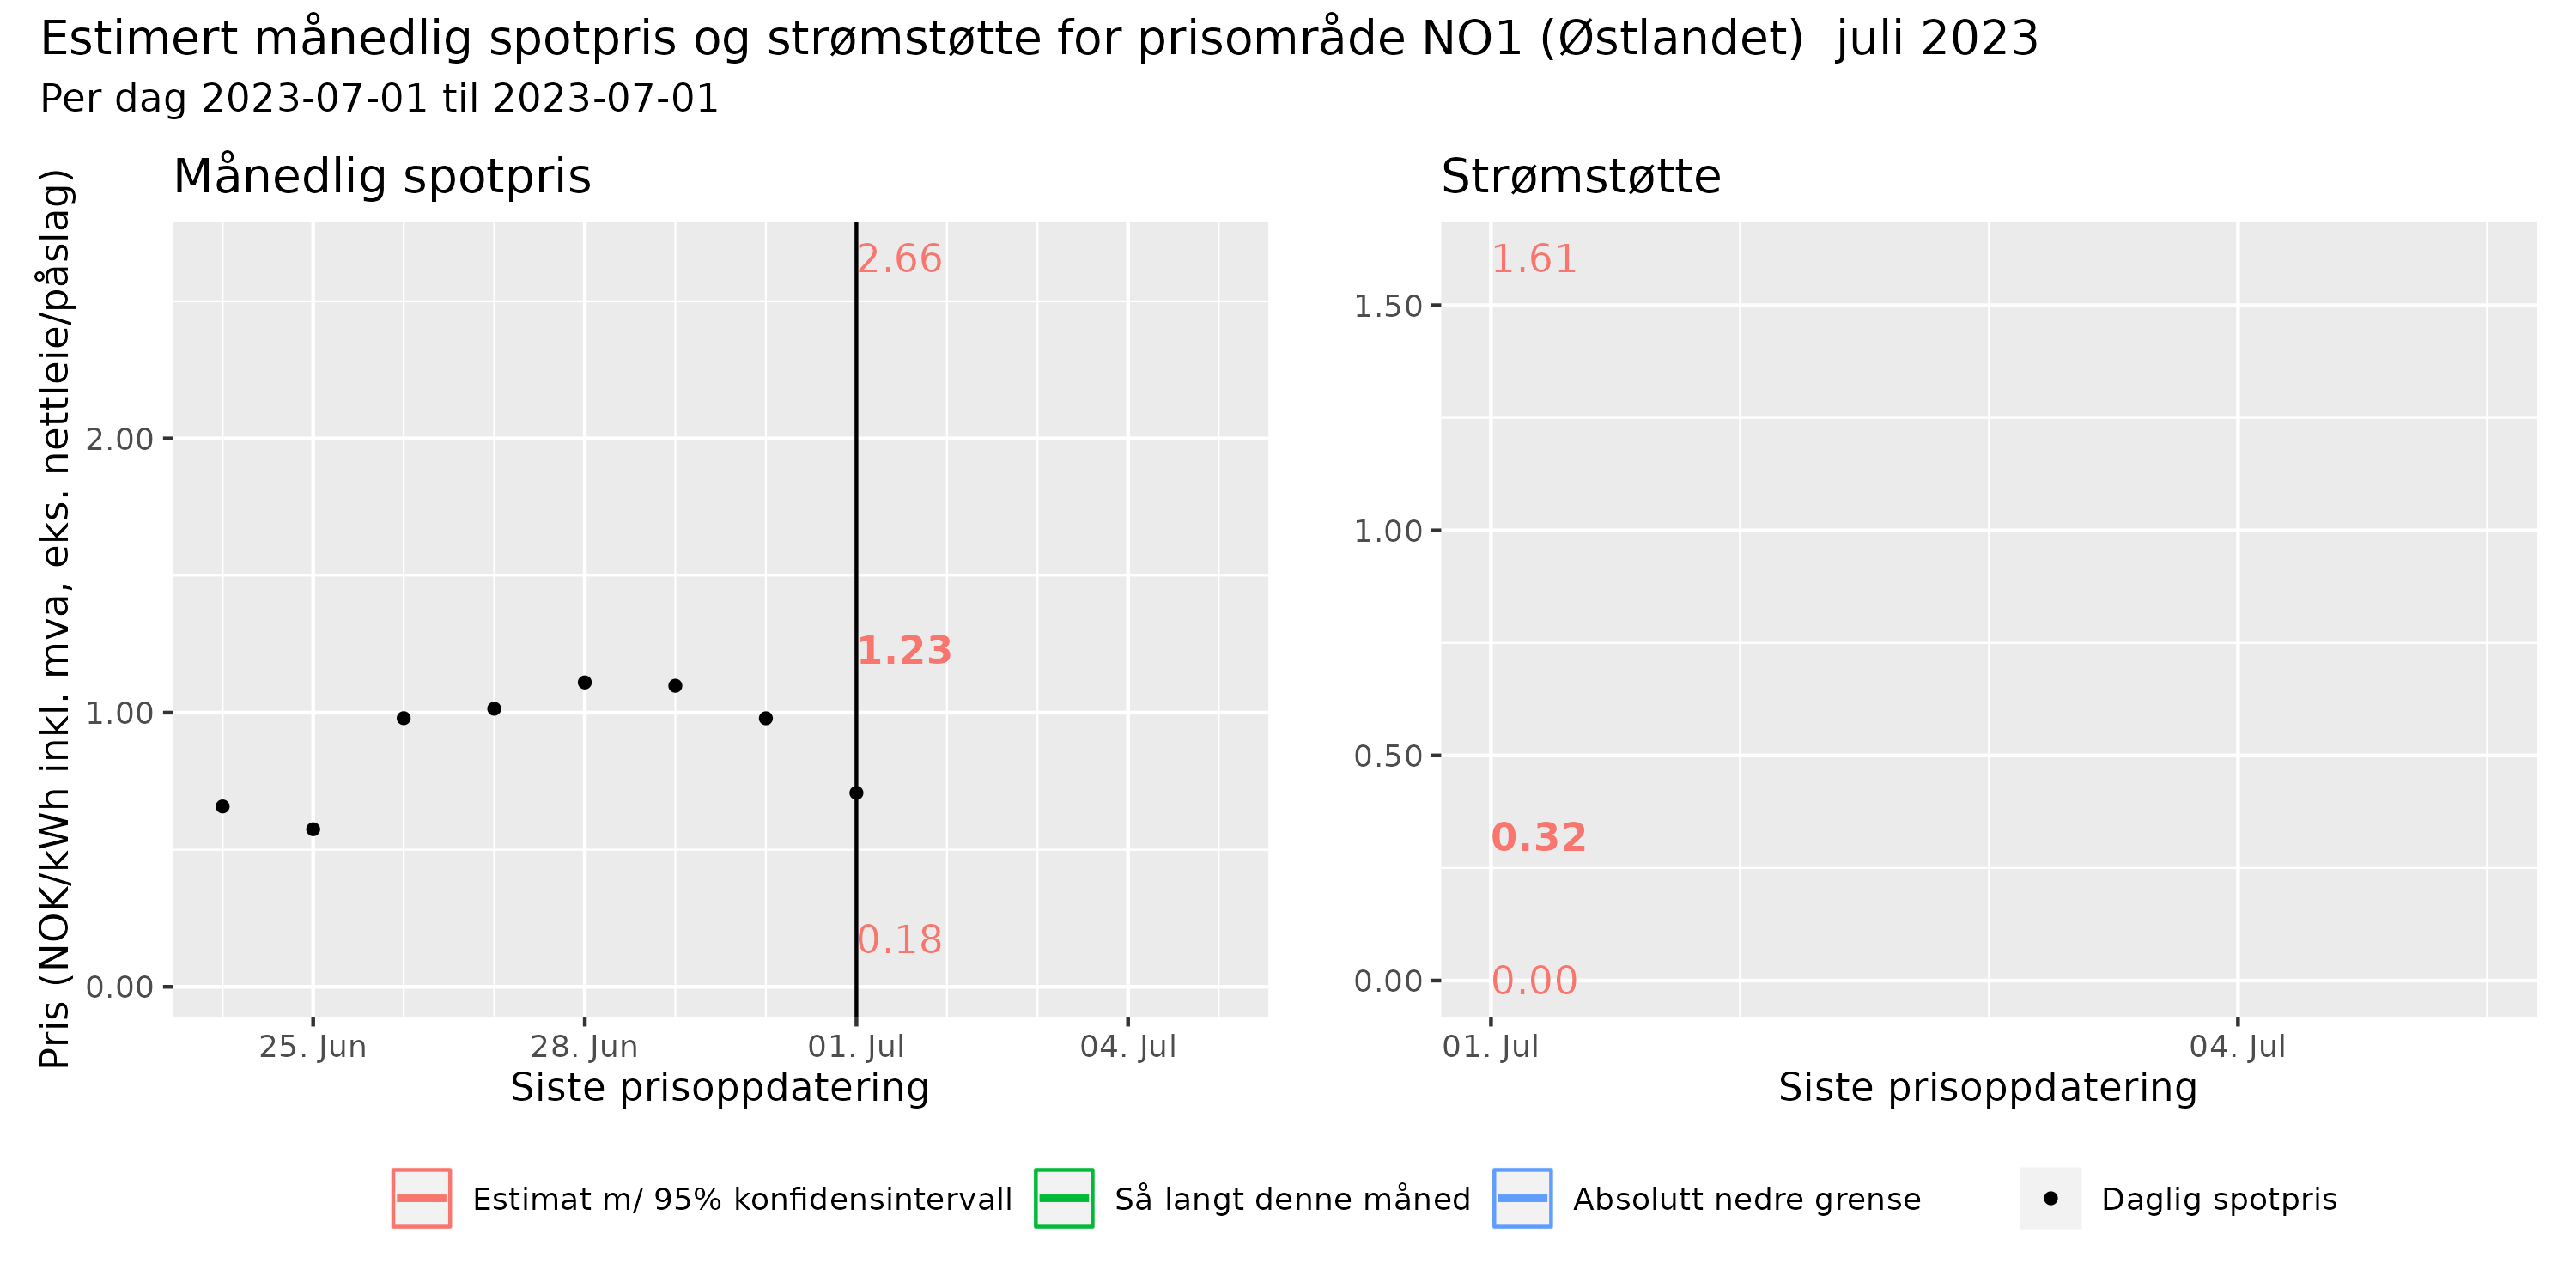 Estimert månedlig spotpris og strømstøtte for prisområde NO1 (Østlandet)  juli 2023
Per dag 2023-07-01 til 2023-07-01
Månedlig spotpris
Pris (NOK/kWh inkl. mva, eks. nettleie/påslag)
2.00
1.00
0.00
2.66
1.23
0.18
25. Jun
28. Jun
01. Jul
04. Jul
Siste prisoppdatering
Strømstøtte
1.50
1.00
0.50
0.00
1.61
0.32
0.00
01. Jul
04. Jul
Siste prisoppdatering
Estimat m/ 95% konfidensintervall
Så langt denne måned
Absolutt nedre grense
Daglig spotpris